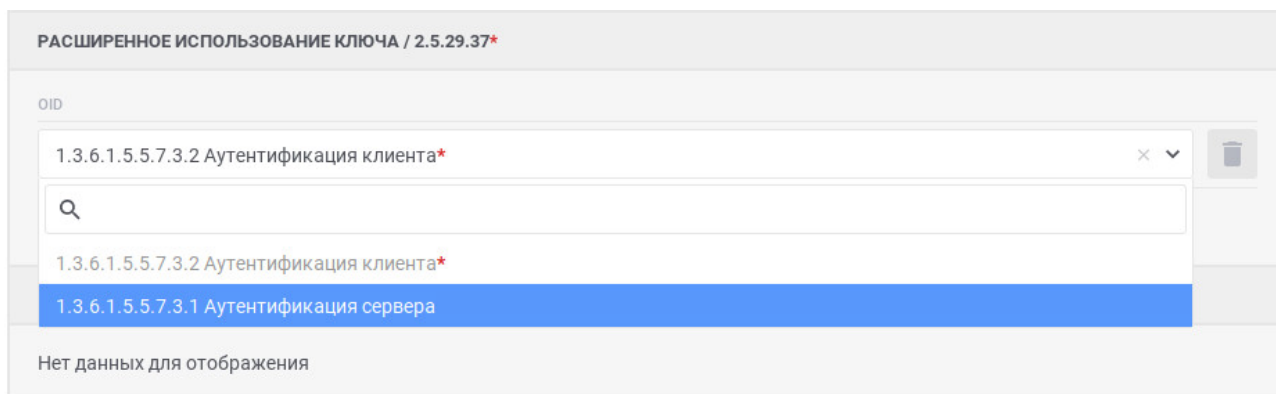 РАСШИРЕННОЕ ИСПОЛЬЗОВАНИЕ КЛЮЧА / 2.5.29.37*
OID
1.3.6.1.5.5.7.3.2 Аутентификация клиента*
1.3.6.1.5.5.7.3.2 Аутентификация клиента*
1.3.6.1.5.5.7.3.1 Аутентификация сервера
Нет данных для отображения